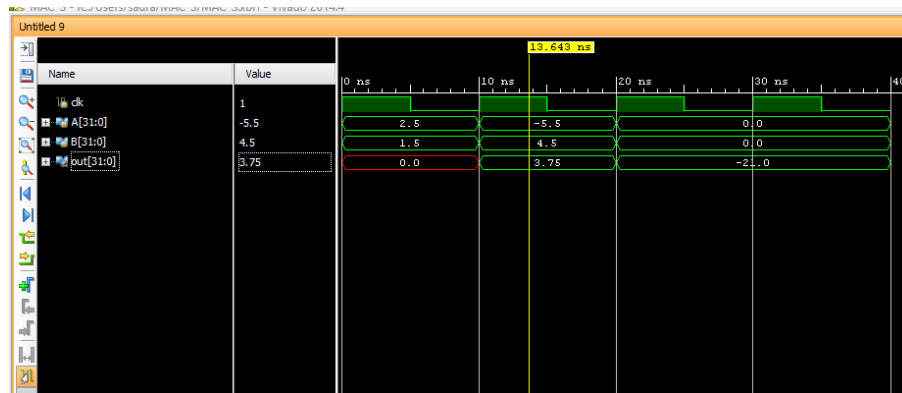 Untitled 9
13.643 ns
Name Value
0 ns 10 ns 20 ns 30 ns
clk 1
A[31:0] -5.5 2.5 -5.5 0.0
B[31:0] 4.5 1.5 4.5 0.0
out[31:0] 3.75 0.0 3.75 -21.0